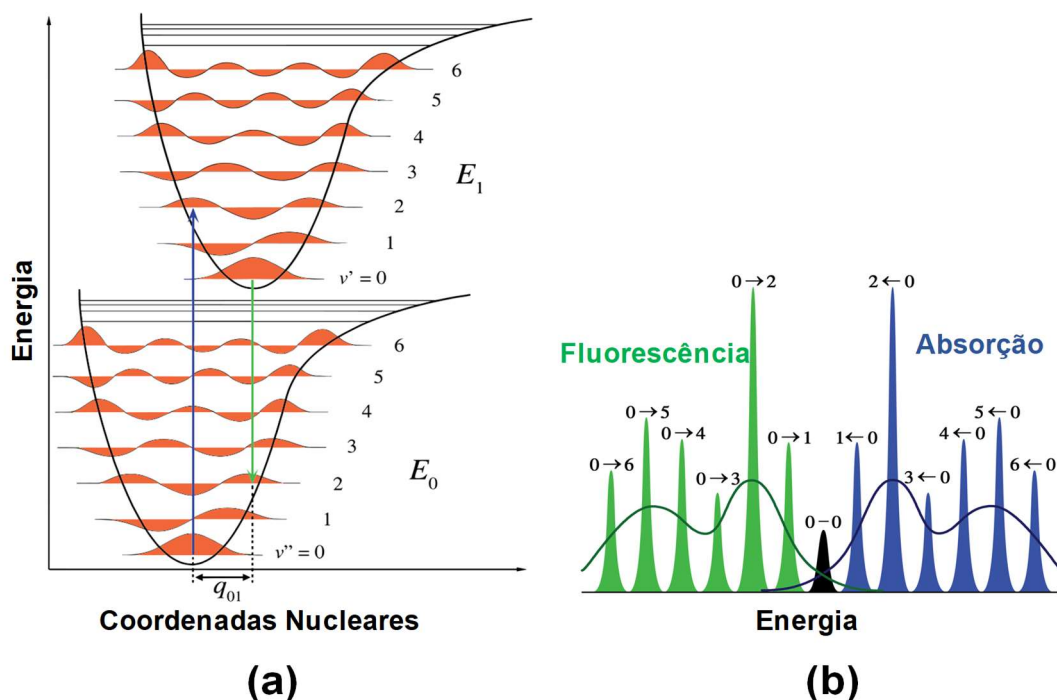 Energia
6
5
4
3
2
1
v' = 0
E1
6
5
4
3
2
1
v'' = 0
E0
q01
Coordenadas Nucleares
(a)
Fluorescência
Absorção
0→6
0→5
0→4
0→3
0→2
0→1
0-0
1←0
2←0
3←0
4←0
5←0
6←0
Energia
(b)